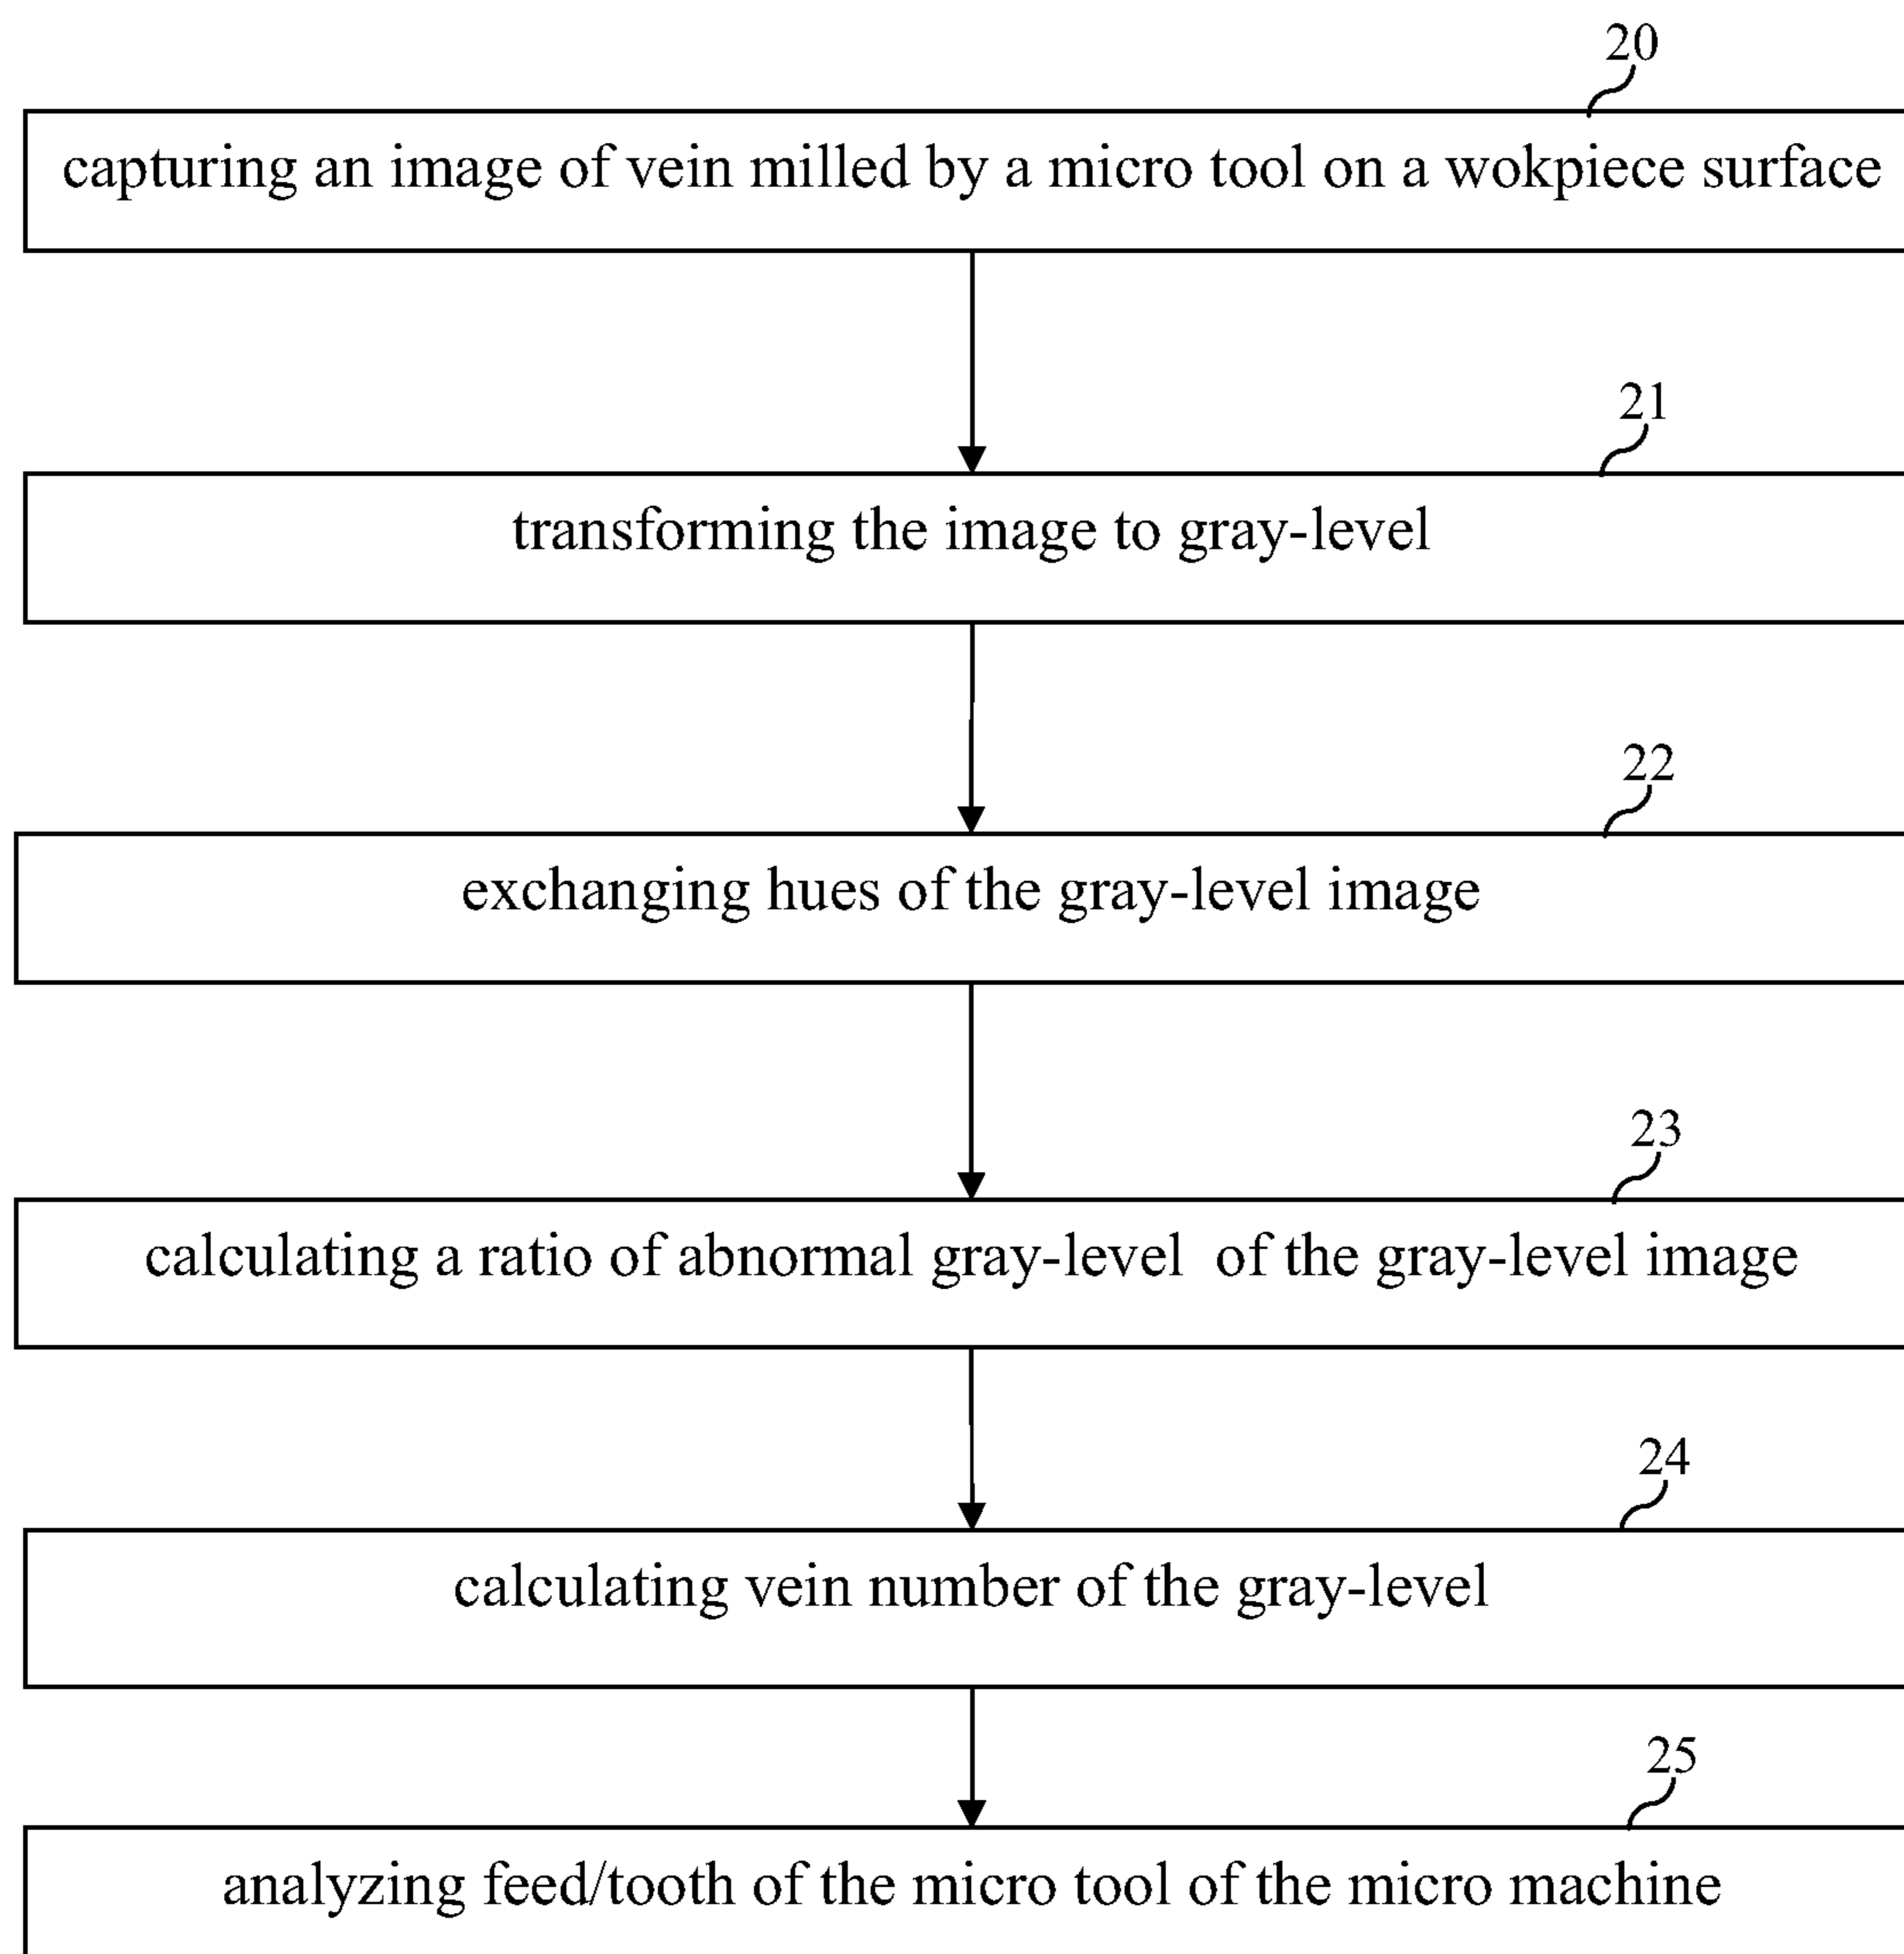 20
capturing an image of vein milled by a micro tool on a wokpiece surface
21
transforming the image to gray-level
22
exchanging hues of the gray-level image
23
calculating a ratio of abnormal gray-level of the gray-level image
24
calculating vein number of the gray-level
25
analyzing feed/tooth of the micro tool of the micro machine